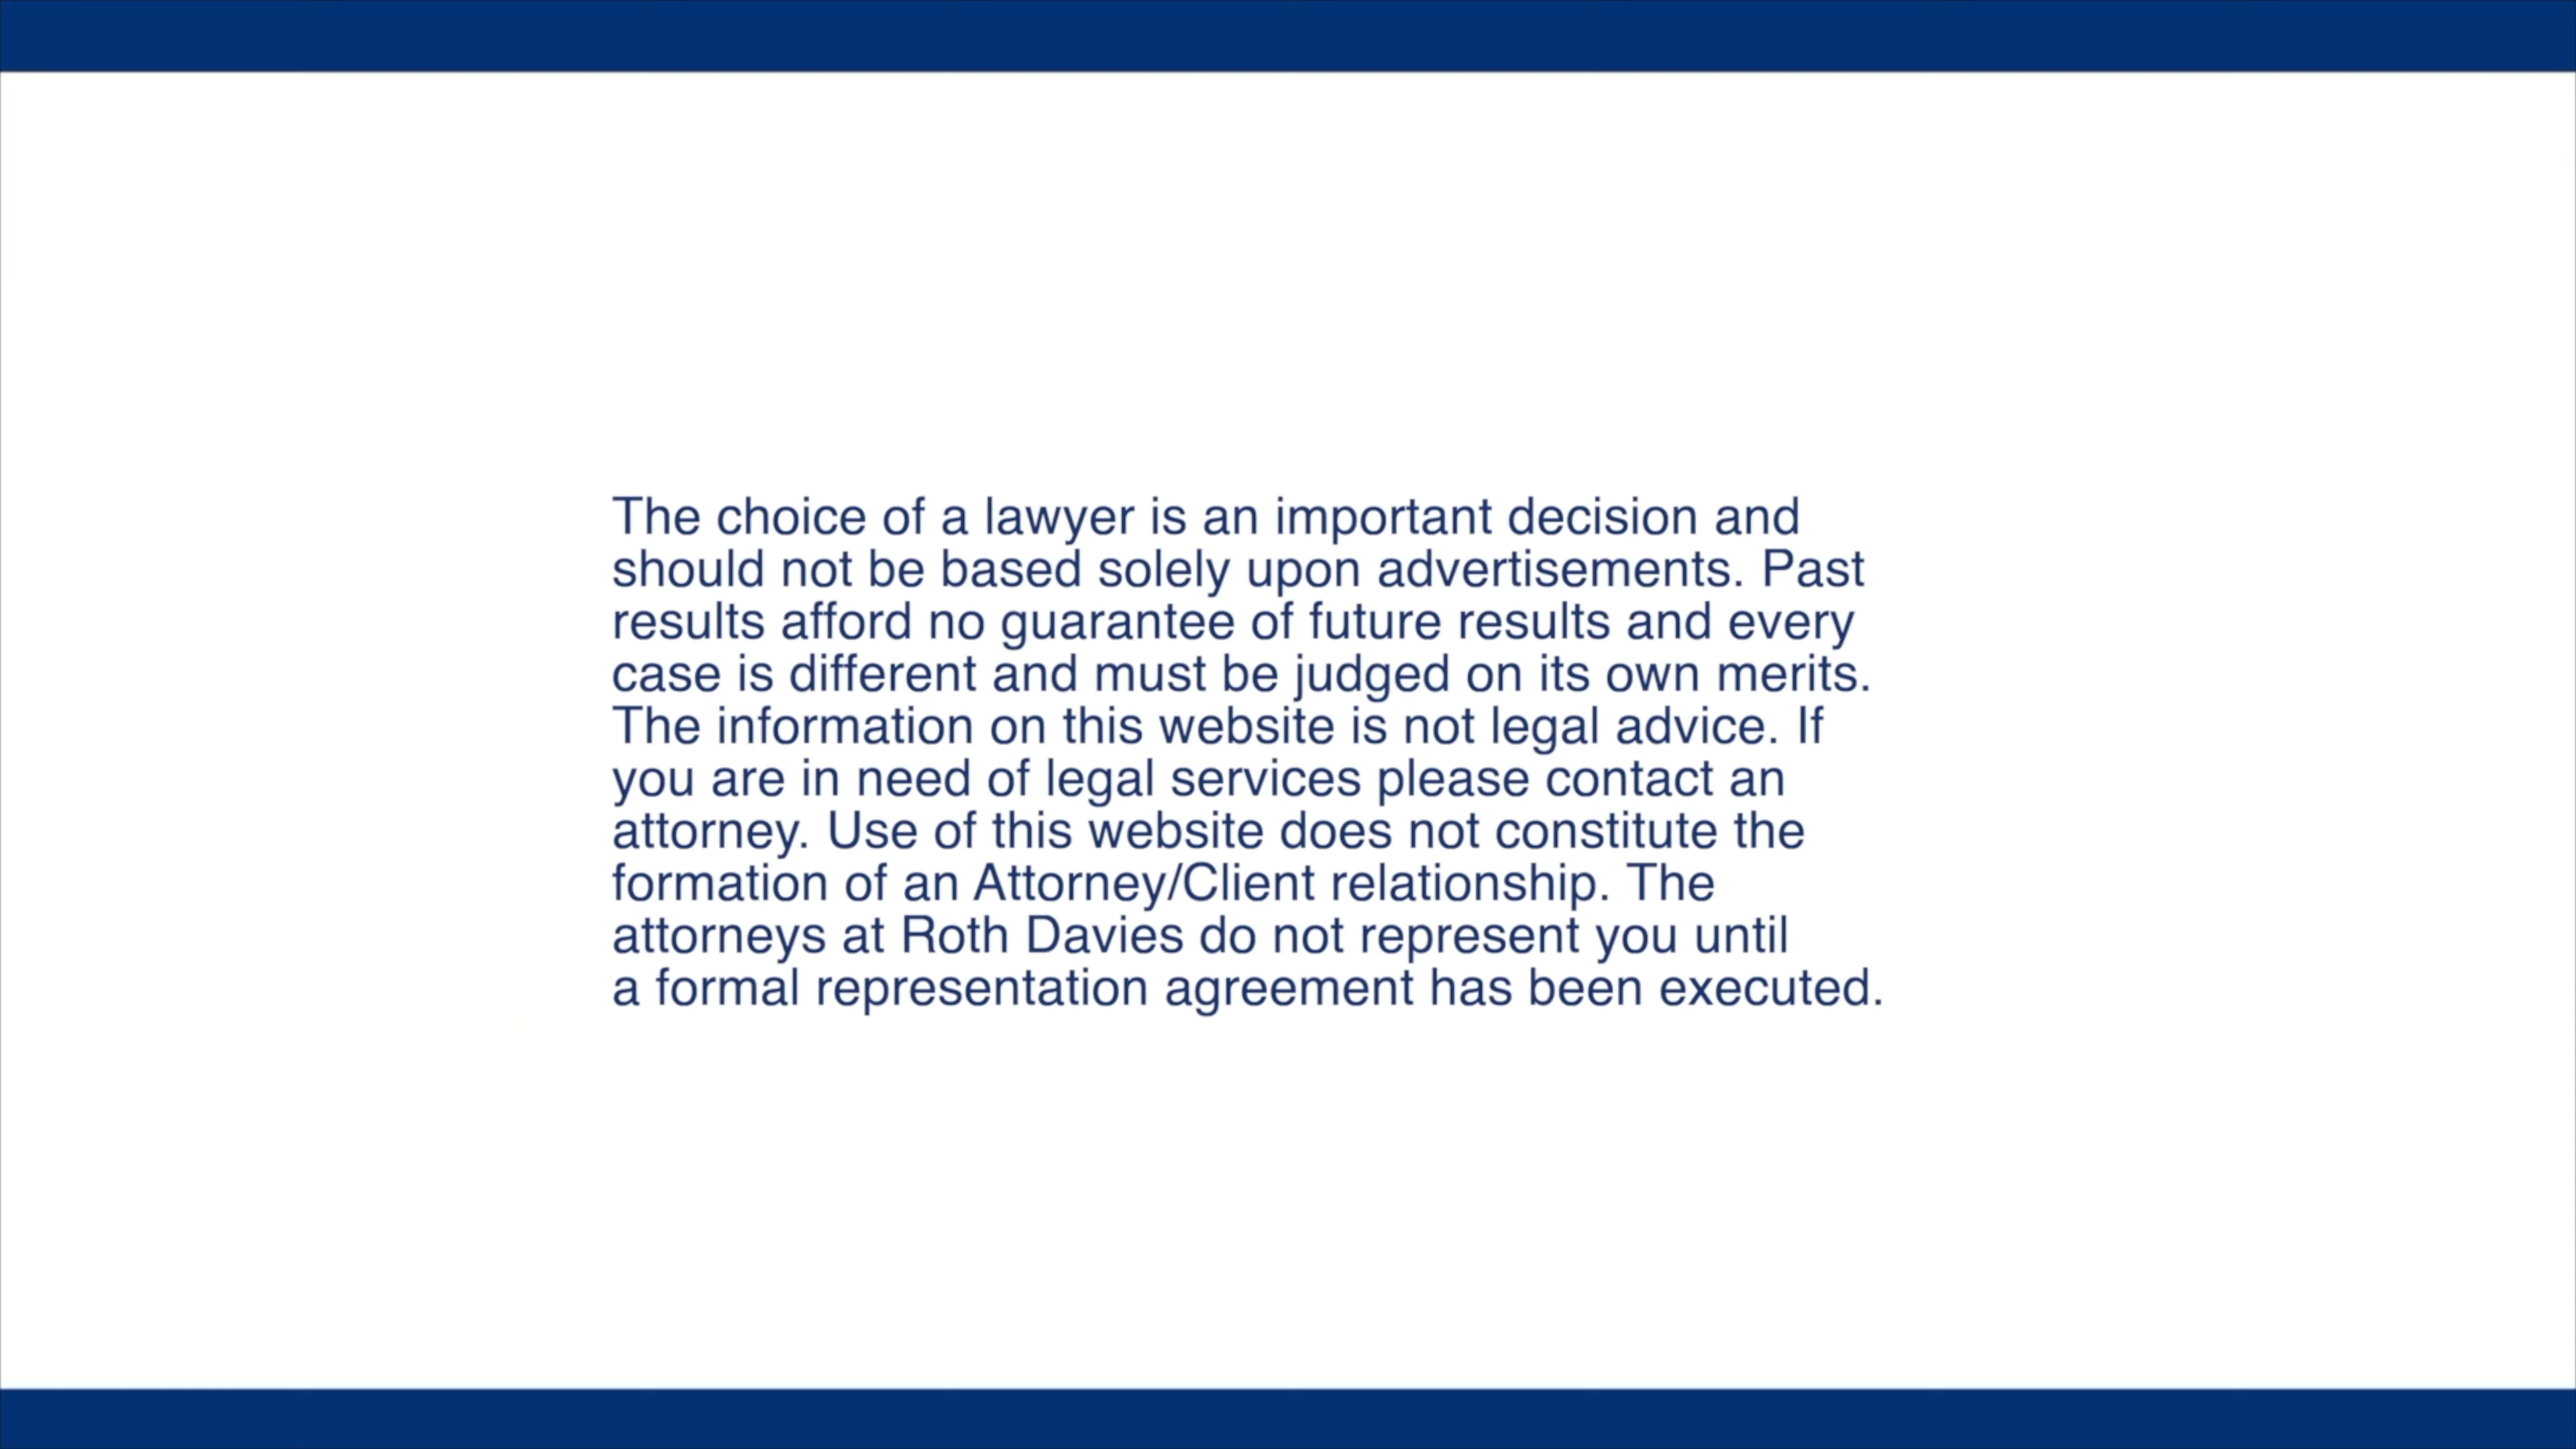 The choice of a lawyer is an important decision and
should not be based solely upon advertisements. Past
results afford no guarantee of future results and every
case is different and must be judged on its own merits.
The information on this website is not legal advice. If
you are in need of legal services please contact an
attorney. Use of this website does not constitute the
formation of an Attorney/Client relationship. The
attorneys at Roth Davies do not represent you until
a formal representation agreement has been executed.